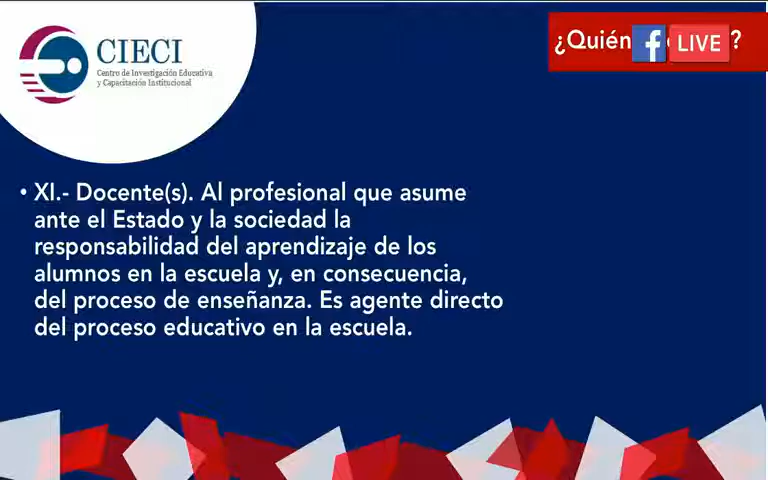 CIECI
Centro de Investigación Educativa
y Capacitación Institucional
¿Quién ?
f LIVE
• XI.- Docente(s). Al profesional que asume
ante el Estado y la sociedad la
responsabilidad del aprendizaje de los
alumnos en la escuela y, en consecuencia,
del proceso de enseñanza. Es agente directo
del proceso educativo en la escuela.